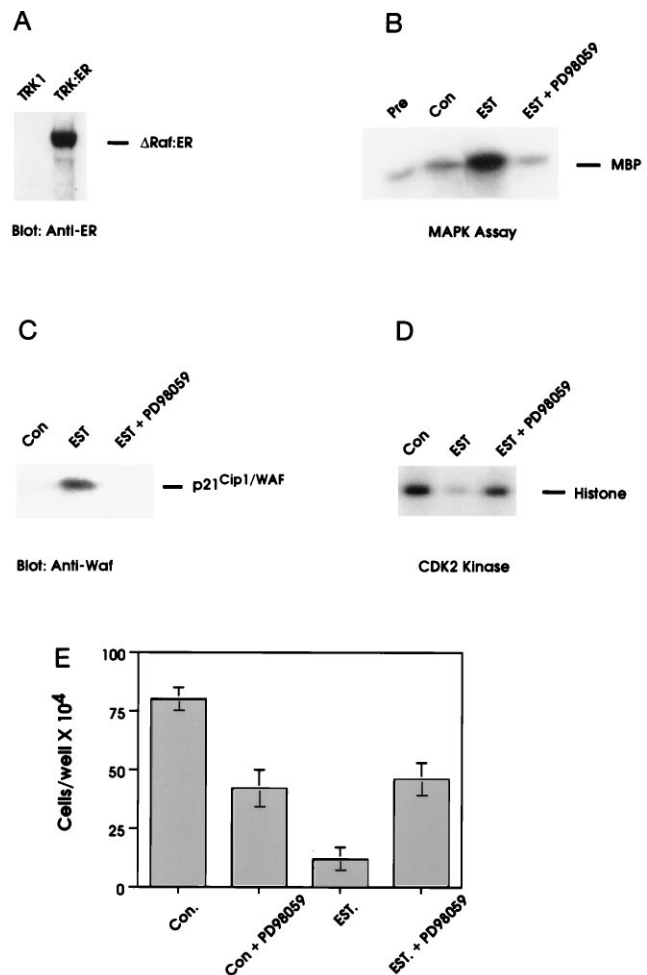 A
TRK1
TRK:ER
ΔRaf:ER
Blot: Anti-ER
B
Pre
Con
EST
EST + PD98059
MBP
MAPK Assay
C
Con
EST
EST + PD98059
p21Cip1/WAF
Blot: Anti-Waf
D
Con
EST
EST + PD98059
Histone
CDK2 Kinase
E
Cells/well X 10⁴
100
75
50
25
0
Con.
Con + PD98059
EST.
EST. + PD98059